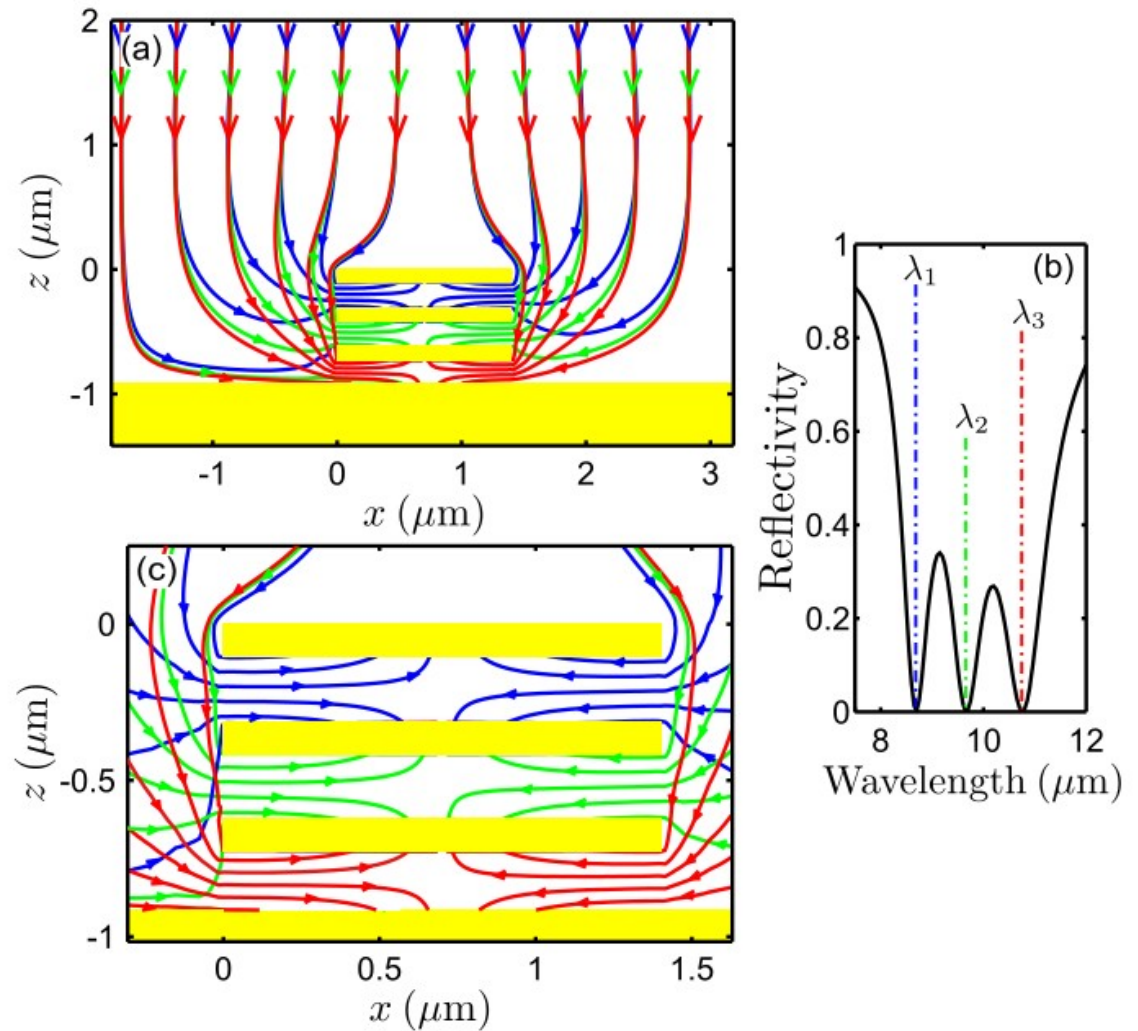 (a)
2
1
0
-1
z (μm)
-1 0 1 2 3
x (μm)
(b)
1
0.8
0.6
0.4
0.2
0
Reflectivity
λ1
λ2
λ3
8 10 12
Wavelength (μm)
(c)
0
-0.5
-1
z (μm)
0 0.5 1 1.5
x (μm)